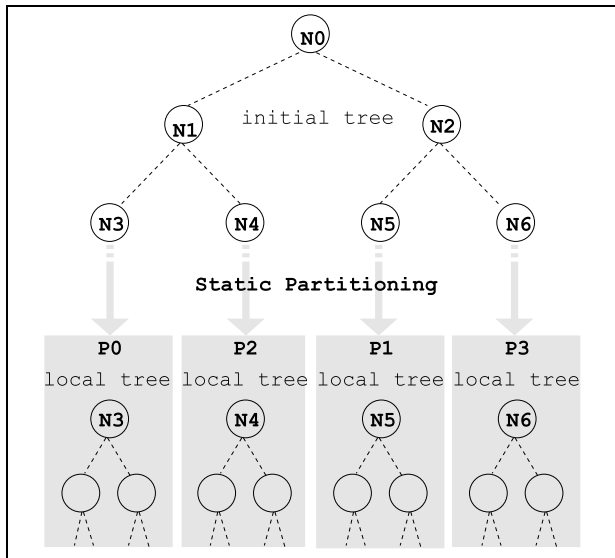 N0
N1 initial tree N2
N3 N4 N5 N6
Static Partitioning
P0 P2 P1 P3
local tree local tree local tree local tree
N3 N4 N5 N6